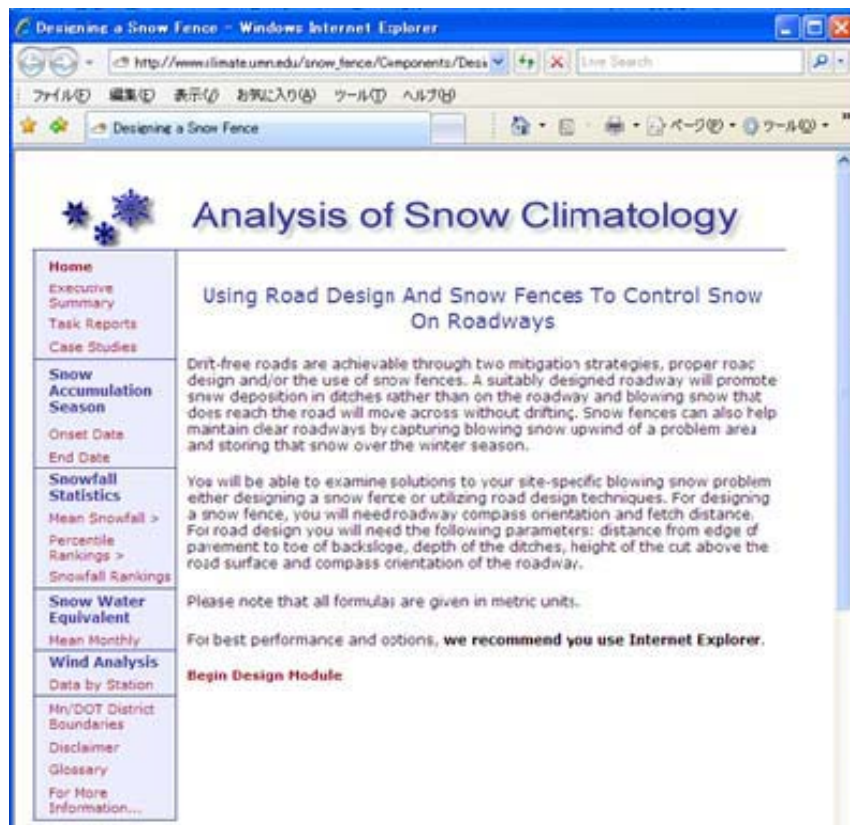 Designing a Snow Fence - Windows Internet Explorer
http://www.climate.umn.edu/snow_fence/Components/Desi
Live Search
ファイル(F) 編集(E) 表示(V) お気に入り(A) ツール(T) ヘルプ(H)
Designing a Snow Fence
ページ(P) ツール(O)
Analysis of Snow Climatology
Home
Executive
Summary
Task Reports
Case Studies
Snow
Accumulation
Season
Onset Date
End Date
Snowfall
Statistics
Mean Snowfall >
Percentile
Rankings >
Snowfall Rankings
Snow Water
Equivalent
Mean Monthly
Wind Analysis
Data by Station
Mn/DOT District
Boundaries
Disclaimer
Glossary
For More
Information...
Using Road Design And Snow Fences To Control Snow
On Roadways
Drift-free roads are achievable through two mitigation strategies, proper road
design and/or the use of snow fences. A suitably designed roadway will promote
snow deposition in ditches rather than on the roadway and blowing snow that
does reach the road will move across without drifting. Snow fences can also help
maintain clear roadways by capturing blowing snow upwind of a problem area
and storing that snow over the winter season.
You will be able to examine solutions to your site-specific blowing snow problem
either designing a snow fence or utilizing road design techniques. For designing
a snow fence, you will need roadway compass orientation and fetch distance.
For road design you will need the following parameters: distance from edge of
pavement to toe of backslope, depth of the ditches, height of the cut above the
road surface and compass orientation of the roadway.
Please note that all formulas are given in metric units.
For best performance and options, we recommend you use Internet Explorer.
Begin Design Module